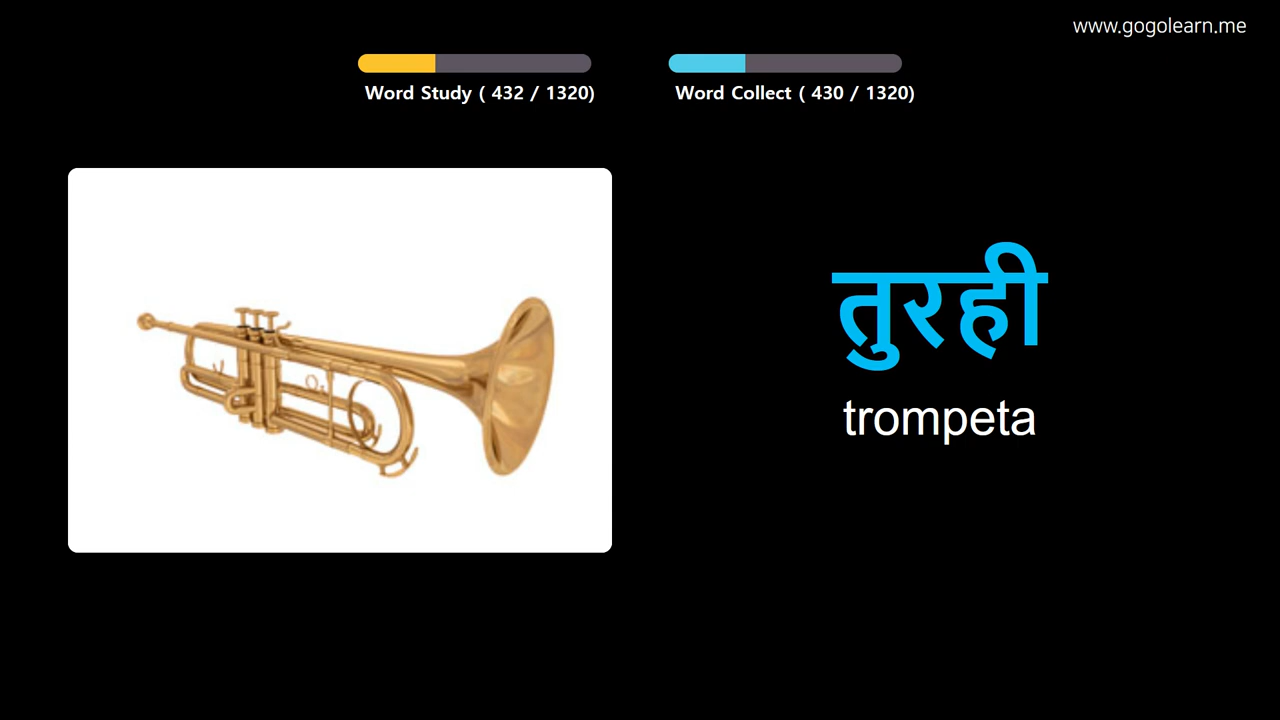 www.gogolearn.me
Word Study ( 432 / 1320)
Word Collect ( 430 / 1320)
तुरही
trompeta